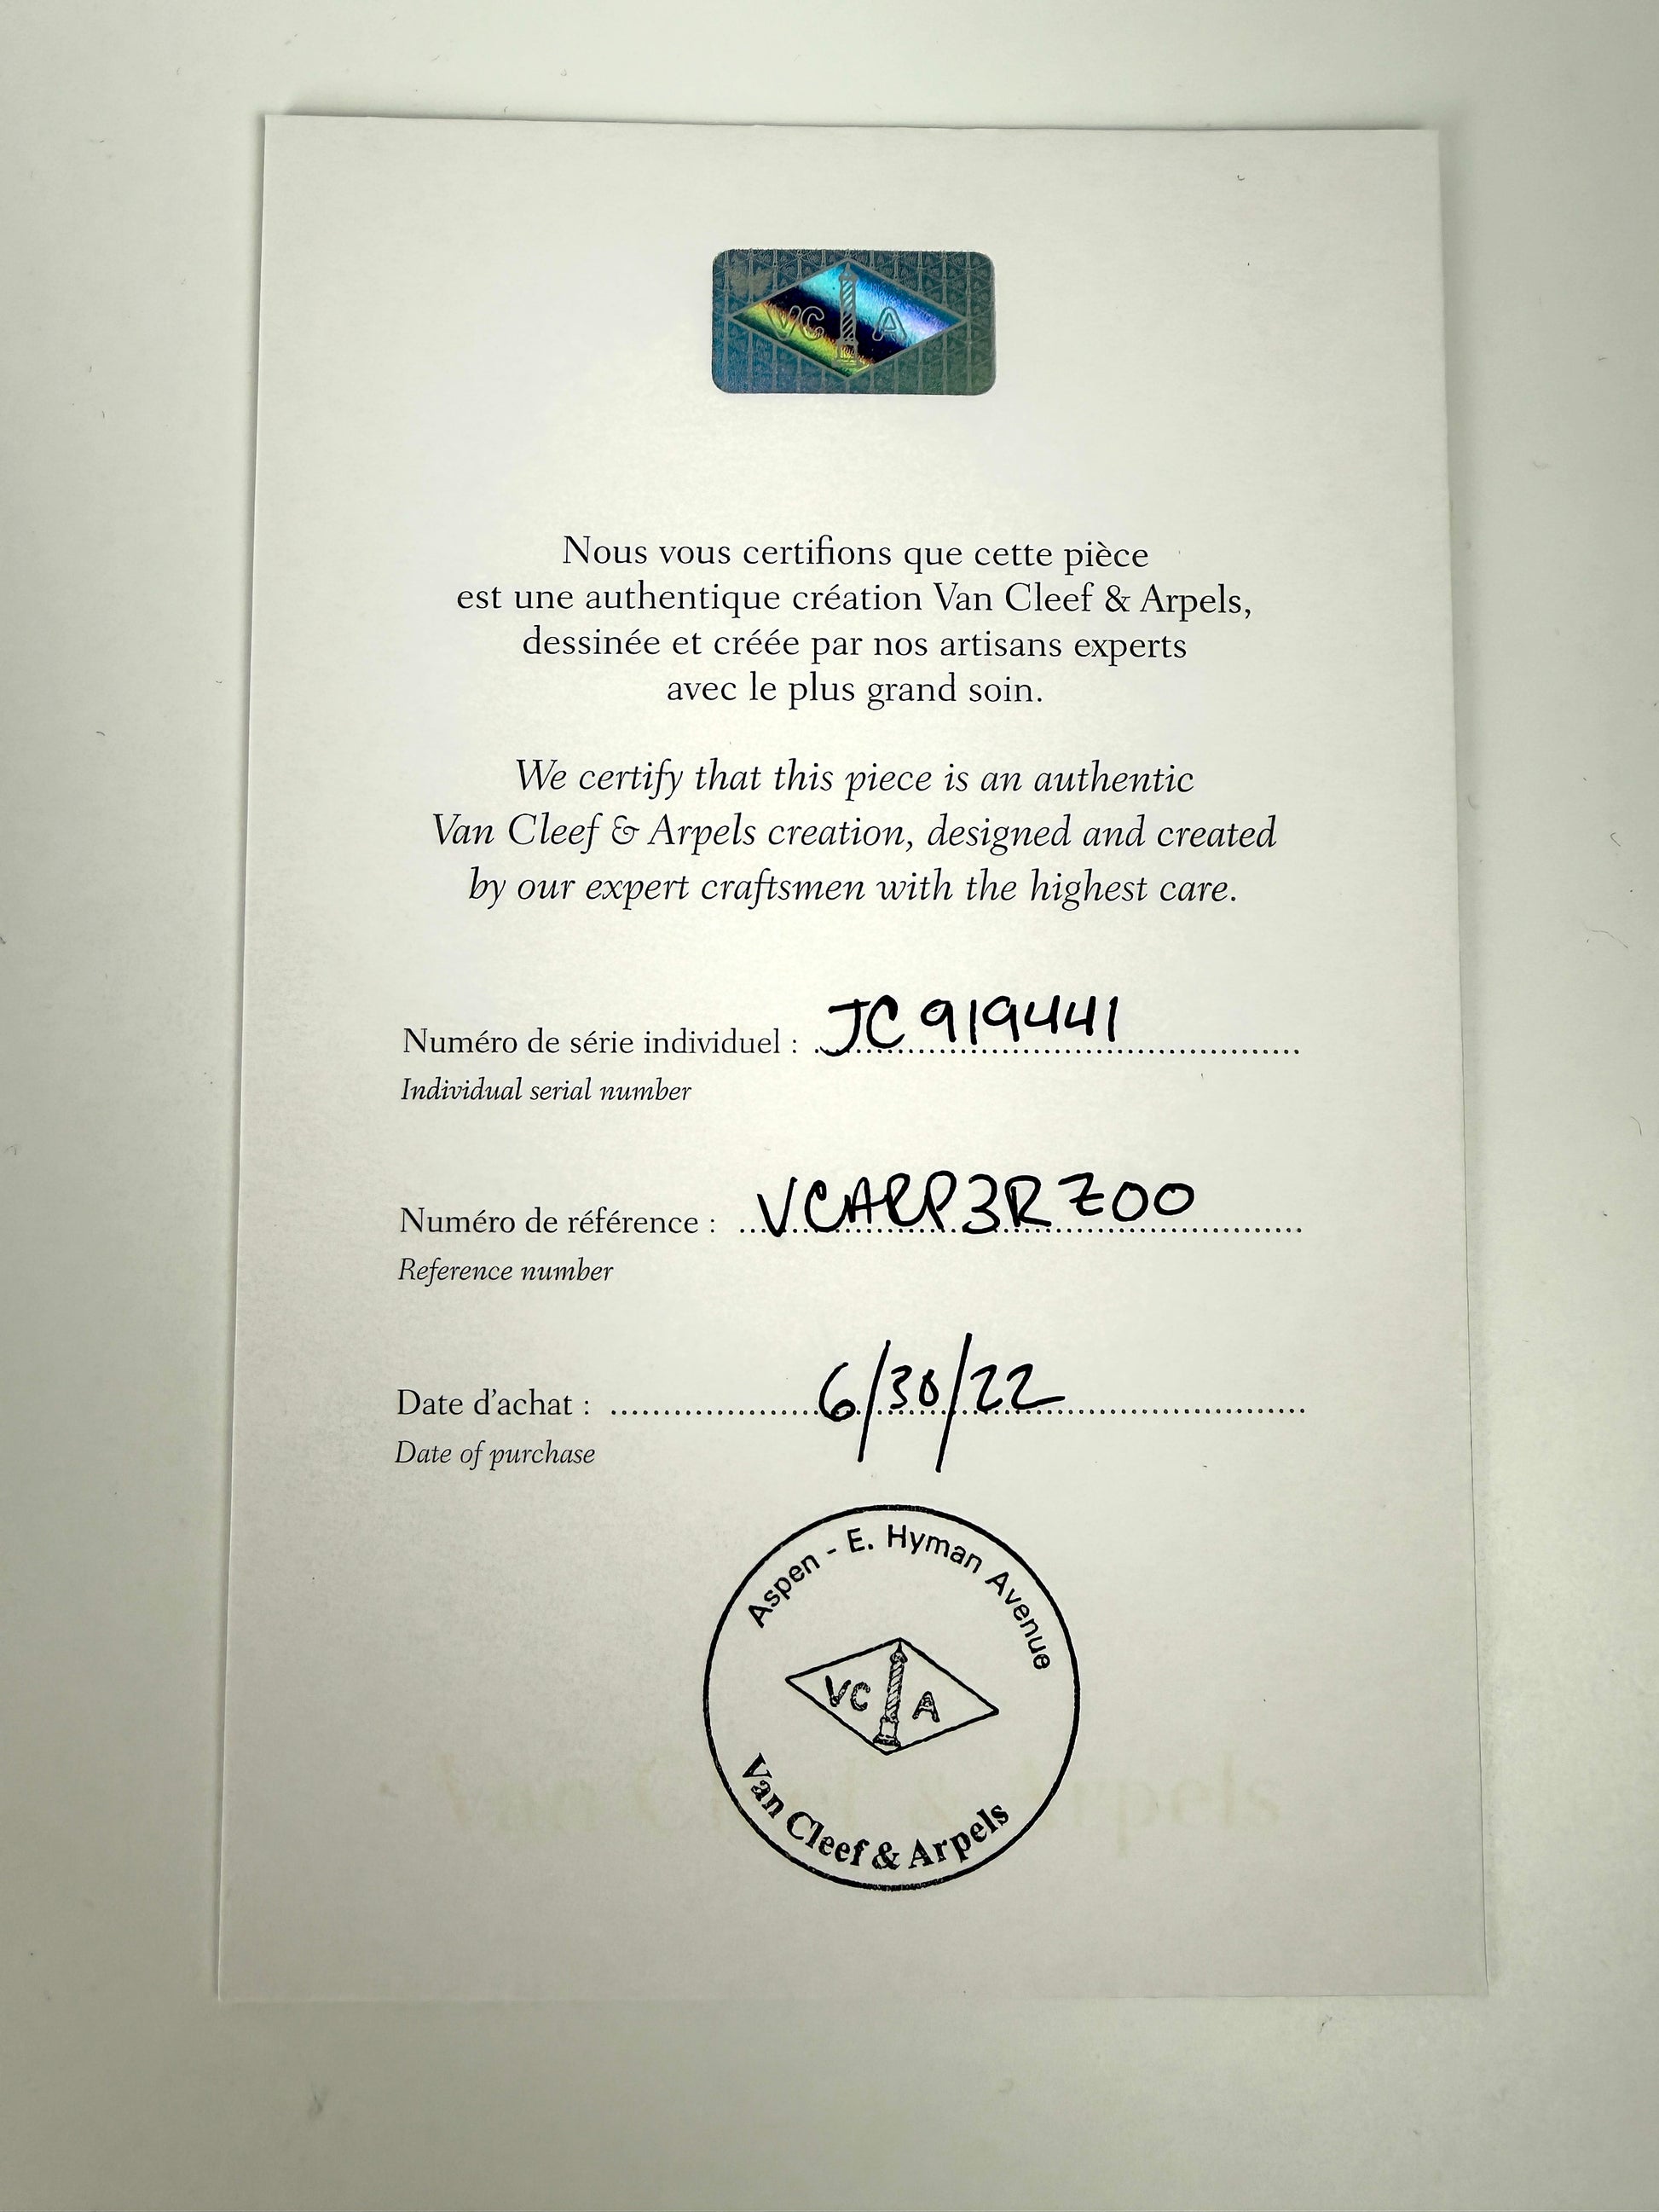 VC A
Nous vous certifions que cette pièce
est une authentique création Van Cleef & Arpels,
dessinée et créée par nos artisans experts
avec le plus grand soin.
We certify that this piece is an authentic
Van Cleef & Arpels creation, designed and created
by our expert craftsmen with the highest care.
Numéro de série individuel : JC919441
Individual serial number
Numéro de référence : VCARP3RZ00
Reference number
Date d'achat : 6/30/22
Date of purchase
Aspen - E. Hyman Avenue
VC A
Van Cleef & Arpels
Van Cleef & Arpels